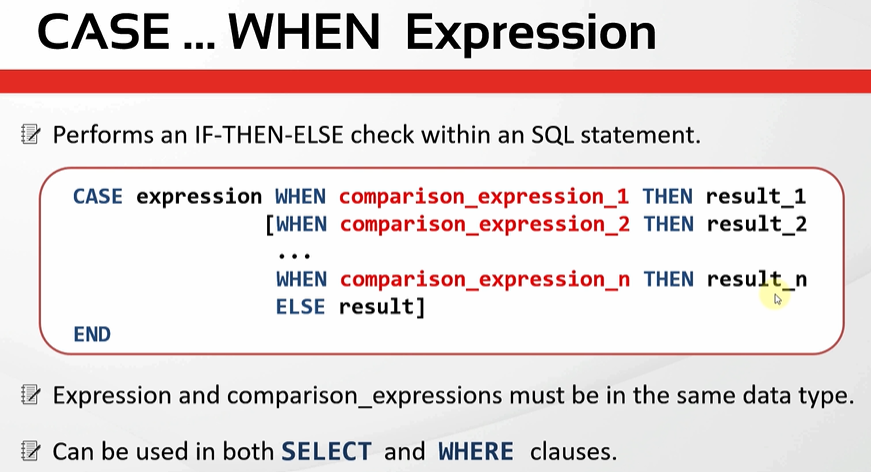 CASE ... WHEN Expression
Performs an IF-THEN-ELSE check within an SQL statement.
CASE expression WHEN comparison_expression_1 THEN result_1
[WHEN comparison_expression_2 THEN result_2
...
WHEN comparison_expression_n THEN result_n
ELSE result]
END
Expression and comparison_expressions must be in the same data type.
Can be used in both SELECT and WHERE clauses.